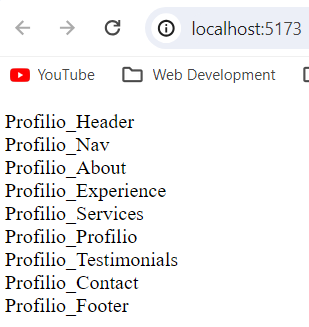 localhost:5173
YouTube Web Development
Profilio_Header
Profilio_Nav
Profilio_About
Profilio_Experience
Profilio_Services
Profilio_Profilio
Profilio_Testimonials
Profilio_Contact
Profilio_Footer